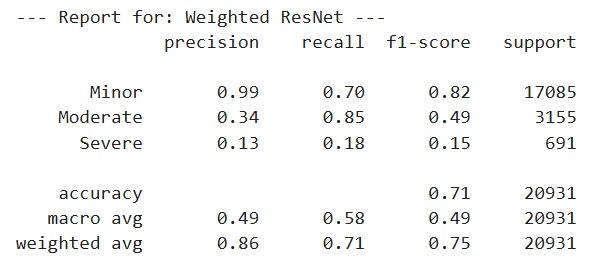 --- Report for: Weighted ResNet ---
precision recall f1-score support
Minor 0.99 0.70 0.82 17085
Moderate 0.34 0.85 0.49 3155
Severe 0.13 0.18 0.15 691
accuracy 0.71 20931
macro avg 0.49 0.58 0.49 20931
weighted avg 0.86 0.71 0.75 20931